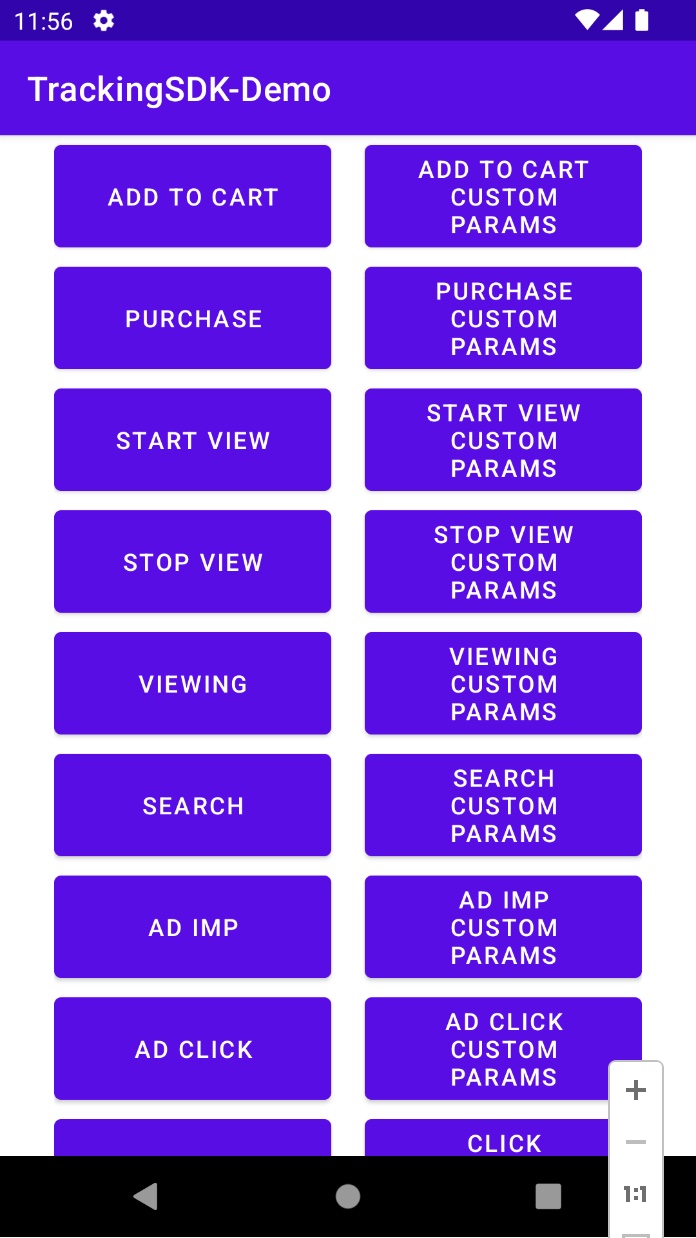 11:56
TrackingSDK-Demo
ADD TO CART
ADD TO CART
CUSTOM
PARAMS
PURCHASE
PURCHASE
CUSTOM
PARAMS
START VIEW
START VIEW
CUSTOM
PARAMS
STOP VIEW
STOP VIEW
CUSTOM
PARAMS
VIEWING
VIEWING
CUSTOM
PARAMS
SEARCH
SEARCH
CUSTOM
PARAMS
AD IMP
AD IMP
CUSTOM
PARAMS
AD CLICK
AD CLICK
CUSTOM
PARAMS
CLICK
1:1